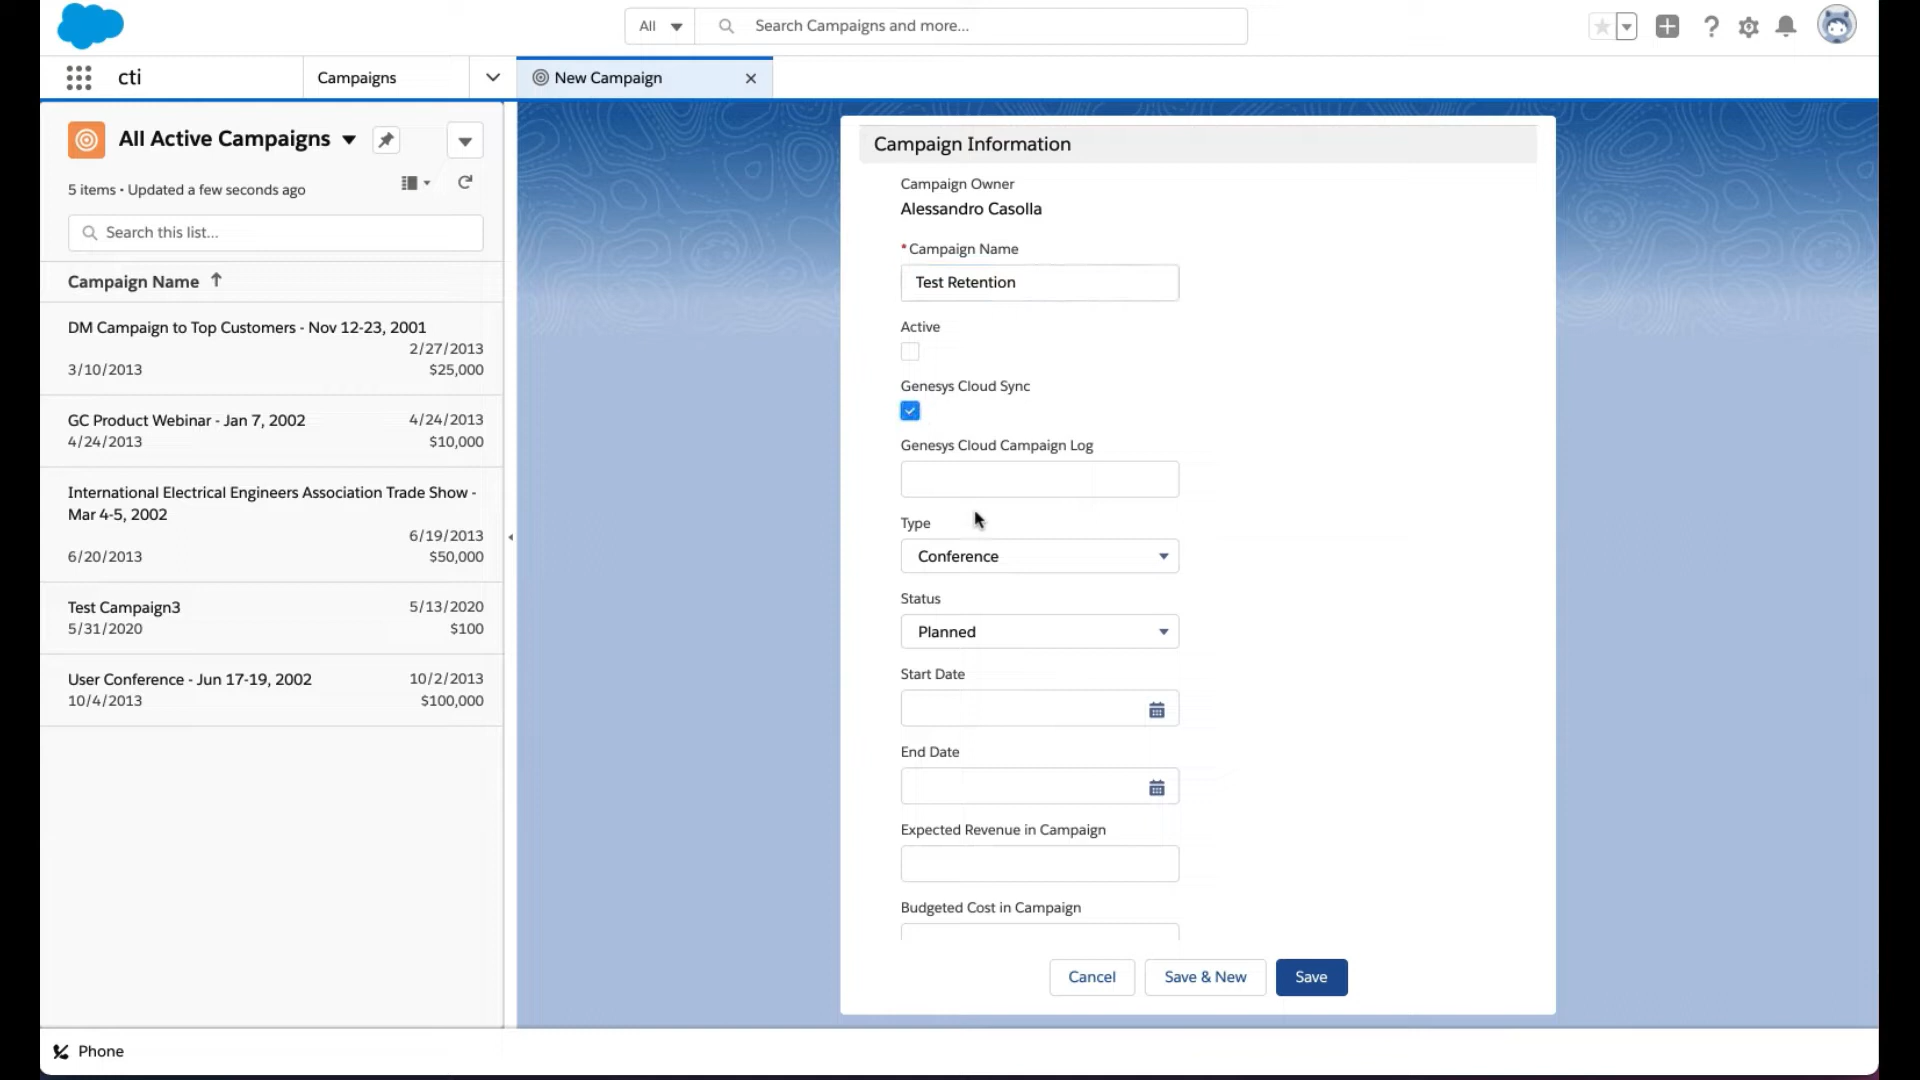 All
Search Campaigns and more...
cti
Campaigns
New Campaign
All Active Campaigns
5 items • Updated a few seconds ago
Search this list...
Campaign Name
DM Campaign to Top Customers - Nov 12-23, 2001
2/27/2013
3/10/2013 $25,000
GC Product Webinar - Jan 7, 2002 4/24/2013
4/24/2013 $10,000
International Electrical Engineers Association Trade Show -
Mar 4-5, 2002
6/19/2013
6/20/2013 $50,000
Test Campaign3 5/13/2020
5/31/2020 $100
User Conference - Jun 17-19, 2002 10/2/2013
10/4/2013 $100,000
Campaign Information
Campaign Owner
Alessandro Casolla
* Campaign Name
Test Retention
Active
Genesys Cloud Sync
Genesys Cloud Campaign Log
Type
Conference
Status
Planned
Start Date
End Date
Expected Revenue in Campaign
Budgeted Cost in Campaign
Cancel
Save & New
Save
Phone